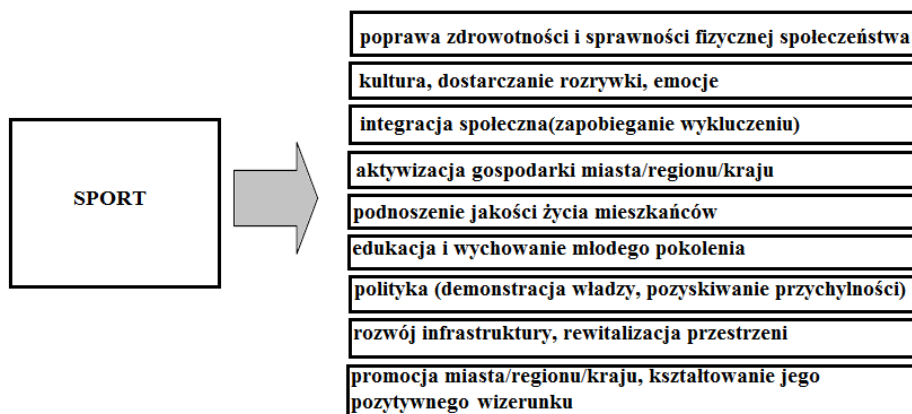 SPORT
poprawa zdrowotności i sprawności fizycznej społeczeństwa
kultura, dostarczanie rozrywki, emocje
integracja społeczna(zapobieganie wykluczeniu)
aktywizacja gospodarki miasta/regionu/kraju
podnoszenie jakości życia mieszkańców
edukacja i wychowanie młodego pokolenia
polityka (demonstracja władzy, pozyskiwanie przychylności)
rozwój infrastruktury, rewitalizacja przestrzeni
promocja miasta/regionu/kraju, kształtowanie jego
pozytywnego wizerunku